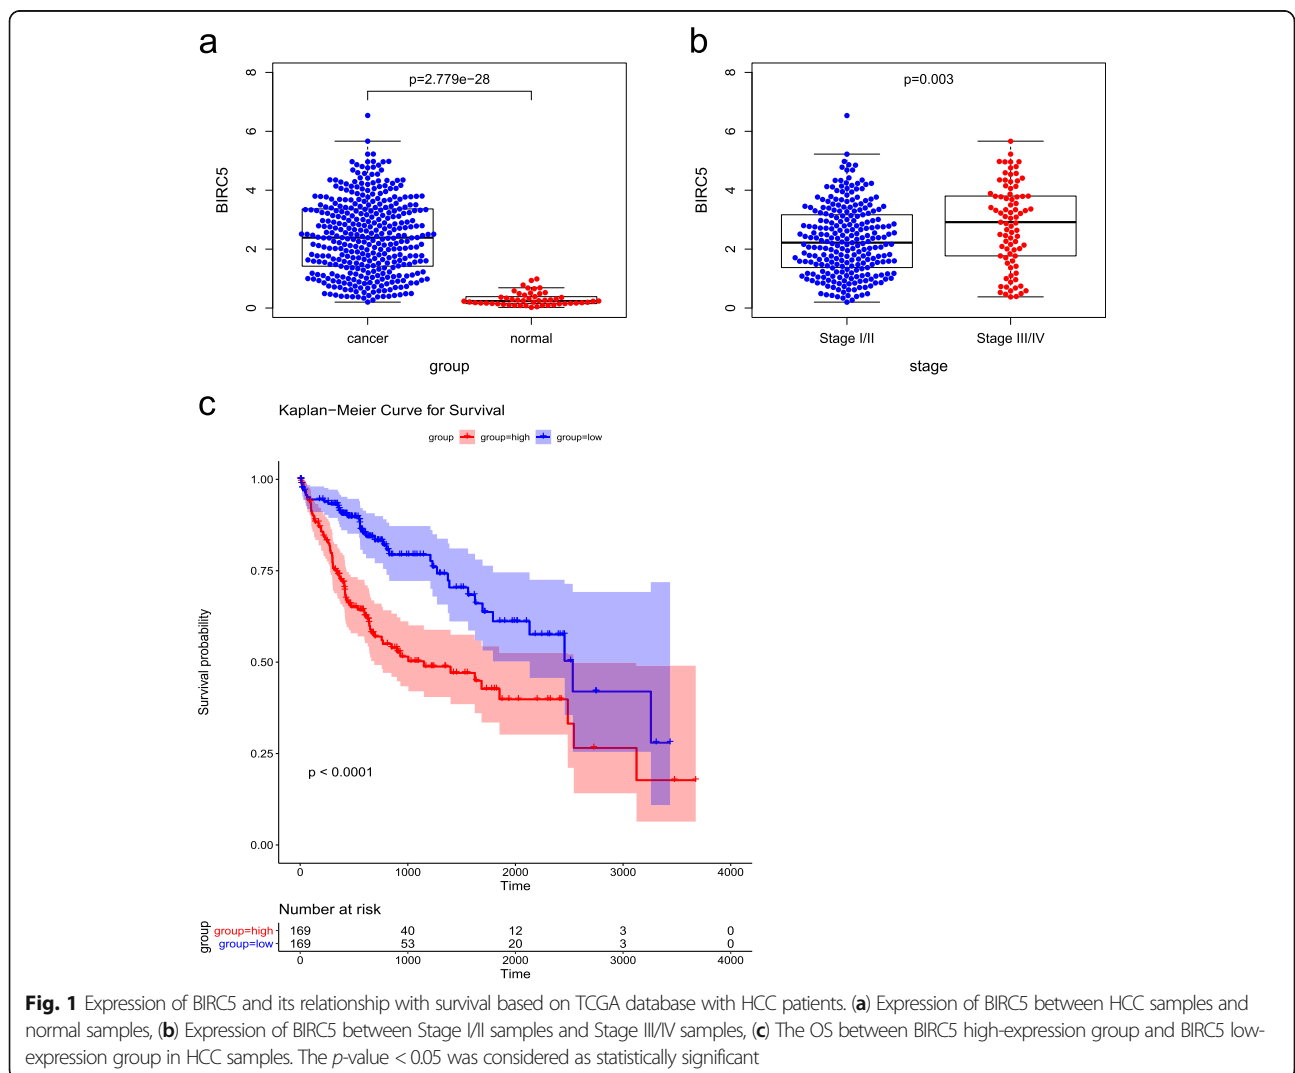 a
p=2.779e−28
BIRC5
0
2
4
6
8
cancer
normal
group
b
p=0.003
BIRC5
0
2
4
6
8
Stage I/II
Stage III/IV
stage
c
Kaplan−Meier Curve for Survival
group group=high group=low
Survival probability
1.00
0.75
0.50
0.25
0.00
p < 0.0001
0 1000 2000 3000 4000
Time
Number at risk
group
group=high 169 40 12 3 0
group=low 169 53 20 3 0
0 1000 2000 3000 4000
Time
Fig. 1 Expression of BIRC5 and its relationship with survival based on TCGA database with HCC patients. (a) Expression of BIRC5 between HCC samples and
normal samples, (b) Expression of BIRC5 between Stage I/II samples and Stage III/IV samples, (c) The OS between BIRC5 high-expression group and BIRC5 low-
expression group in HCC samples. The p-value < 0.05 was considered as statistically significant